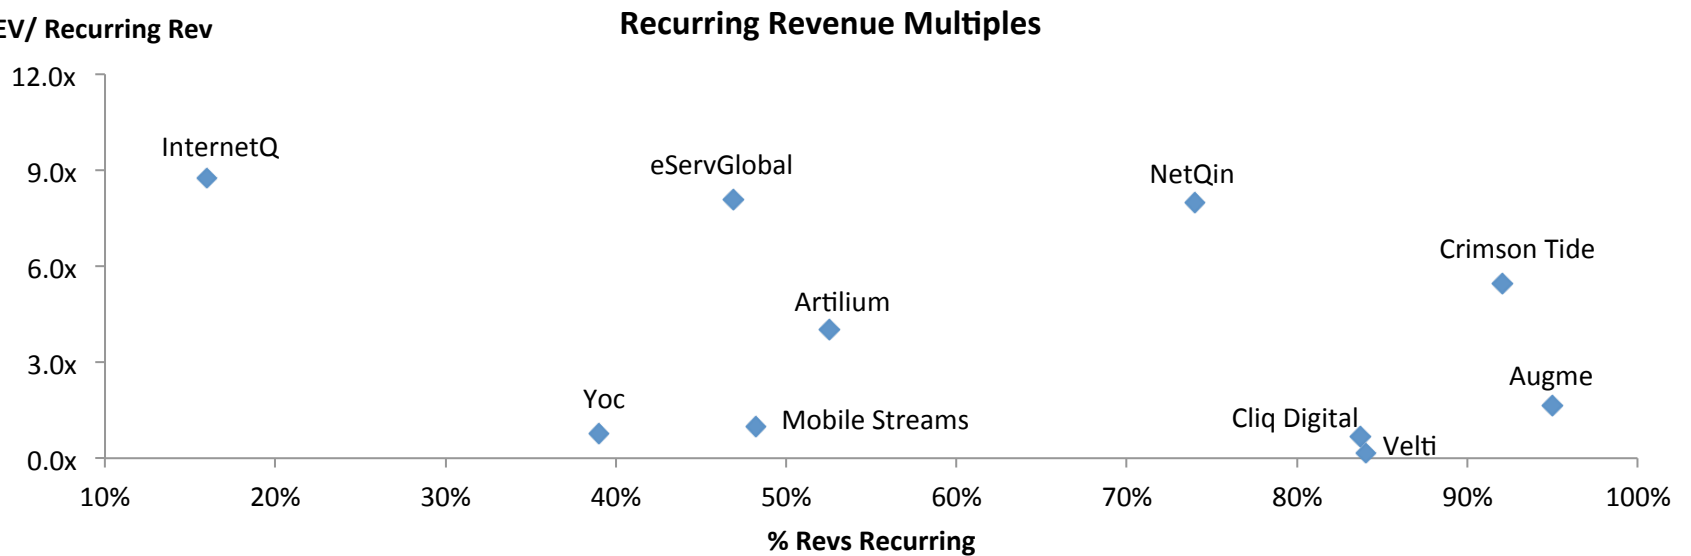 Recurring Revenue Multiples
EV/ Recurring Rev
12.0x
InternetQ
eServGlobal
9.0x
NetQin
Crimson Tide
6.0x
Artilium
3.0x
Augme
Yoc
Mobile Streams
Cliq Digital
Velti
0.0x
10% 20% 30% 40% 50% 60% 70% 80% 90% 100%
% Revs Recurring